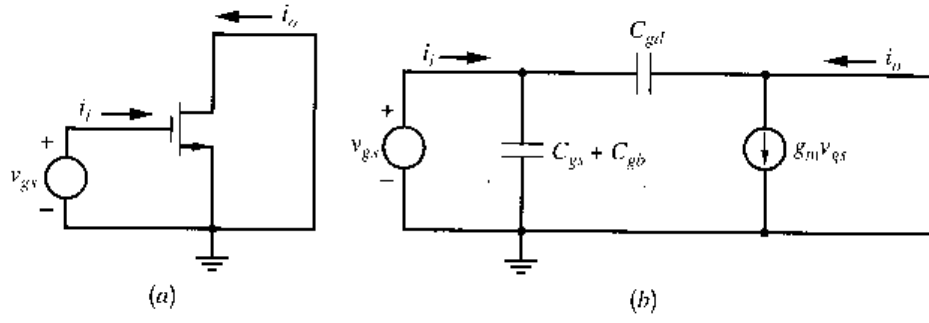 i_o
i_i
+
v_gs
−
(a)
C_gd
i_i
i_o
+
v_gs
−
C_gs + C_gb
g_m v_gs
(b)